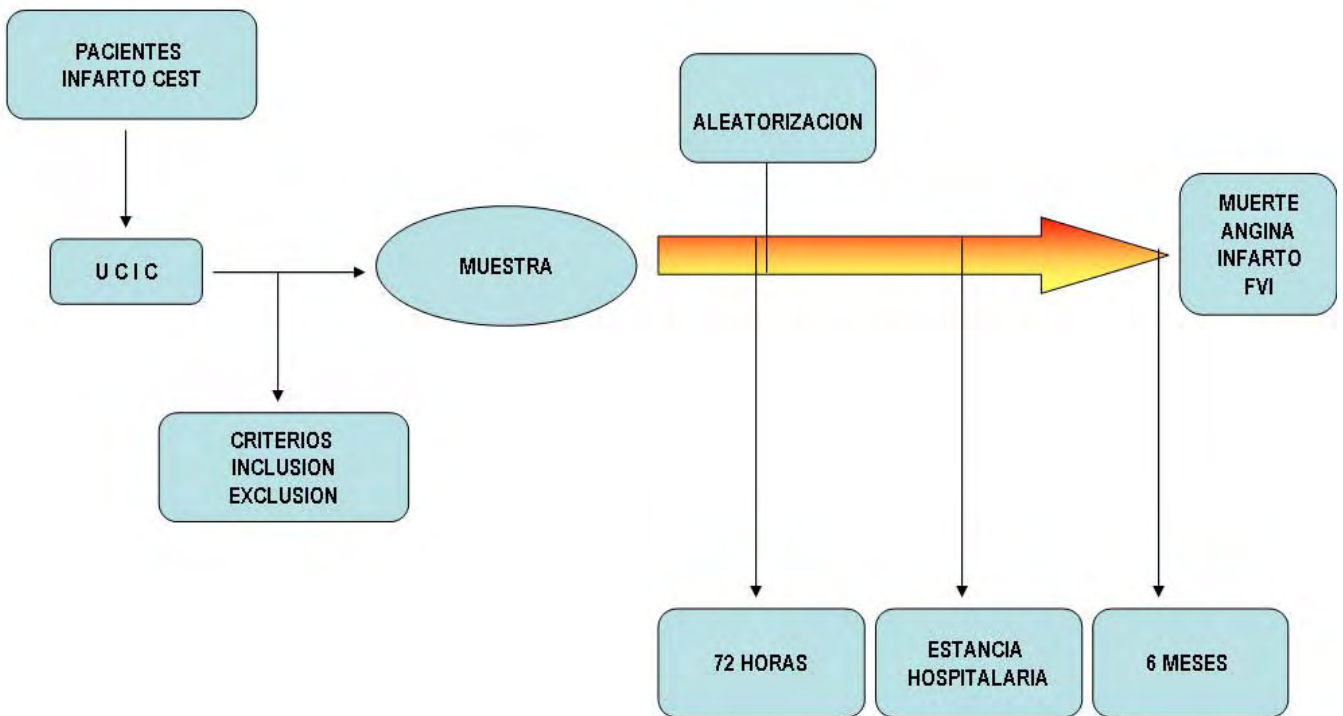 PACIENTES
INFARTO CEST
U C I C
CRITERIOS
INCLUSION
EXCLUSION
MUESTRA
ALEATORIZACION
72 HORAS
ESTANCIA
HOSPITALARIA
6 MESES
MUERTE
ANGINA
INFARTO
FVI